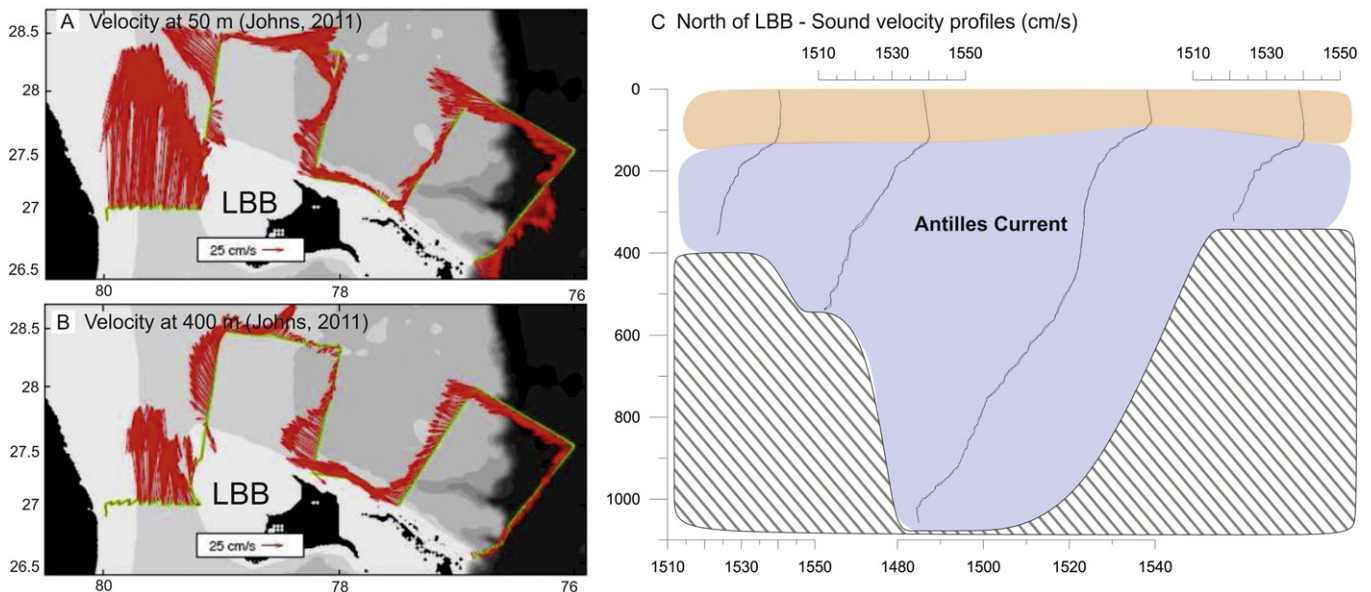 A Velocity at 50 m (Johns, 2011)
28.5
28
27.5
27
26.5
LBB
25 cm/s
80 78 76
B Velocity at 400 m (Johns, 2011)
28.5
28
27.5
27
26.5
LBB
25 cm/s
80 78 76
C North of LBB - Sound velocity profiles (cm/s)
1510 1530 1550 1510 1530 1550
0
200
400
600
800
1000
Antilles Current
1510 1530 1550 1480 1500 1520 1540